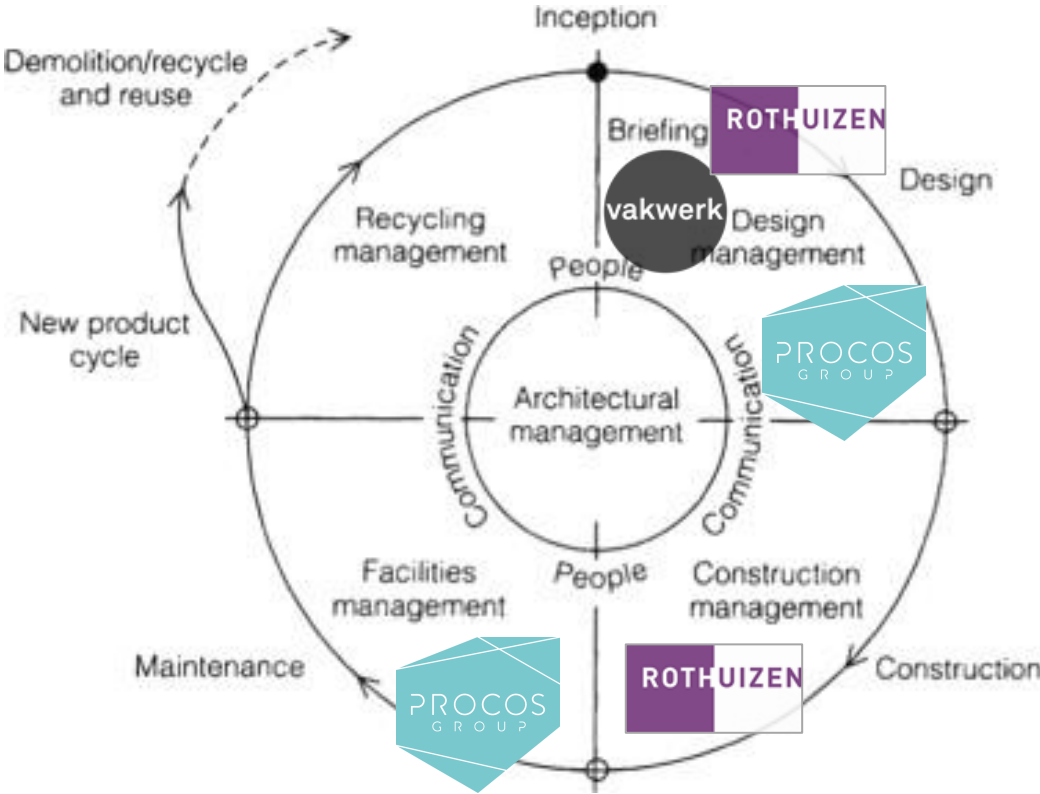 Inception
Demolition/recycle
and reuse
Briefing
ROTHUIZEN
Design
vakwerk
Recycling
management
Design
management
People
New product
cycle
Communication
Communication
PROCOS
GROUP
Architectural
management
People
Facilities
management
Construction
management
Maintenance
Construction
PROCOS
GROUP
ROTHUIZEN